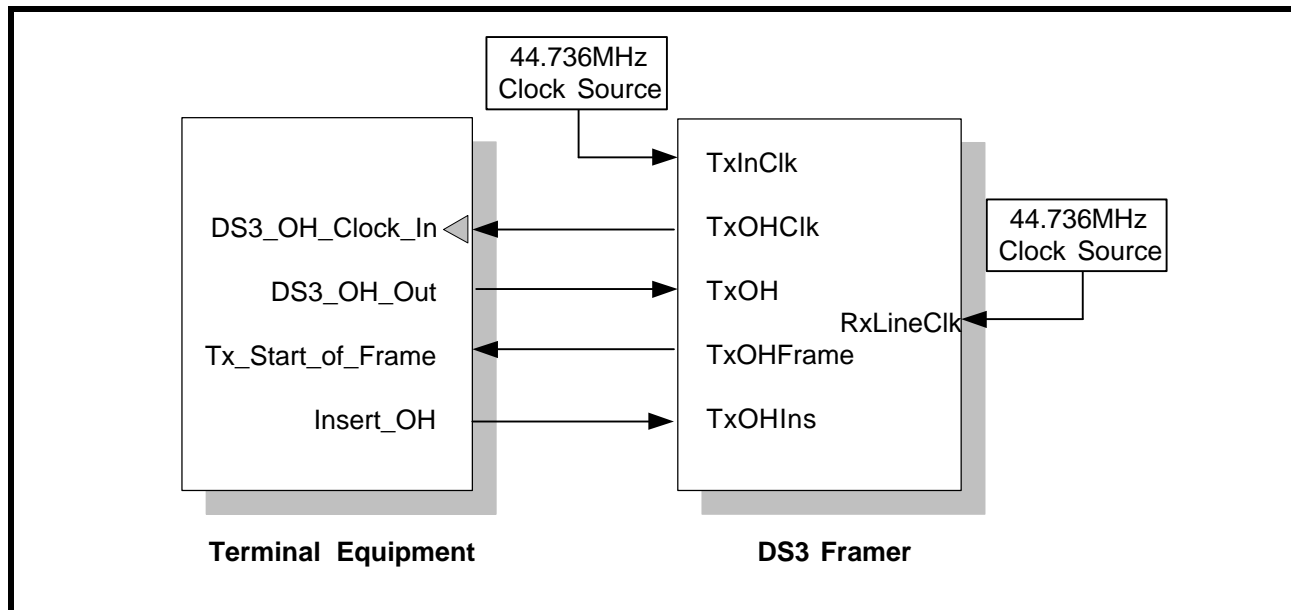 44.736MHz
Clock Source
TxInClk
DS3_OH_Clock_In
TxOHClk
44.736MHz
Clock Source
DS3_OH_Out
TxOH
RxLineClk
Tx_Start_of_Frame
TxOHFrame
Insert_OH
TxOHIns
Terminal Equipment
DS3 Framer